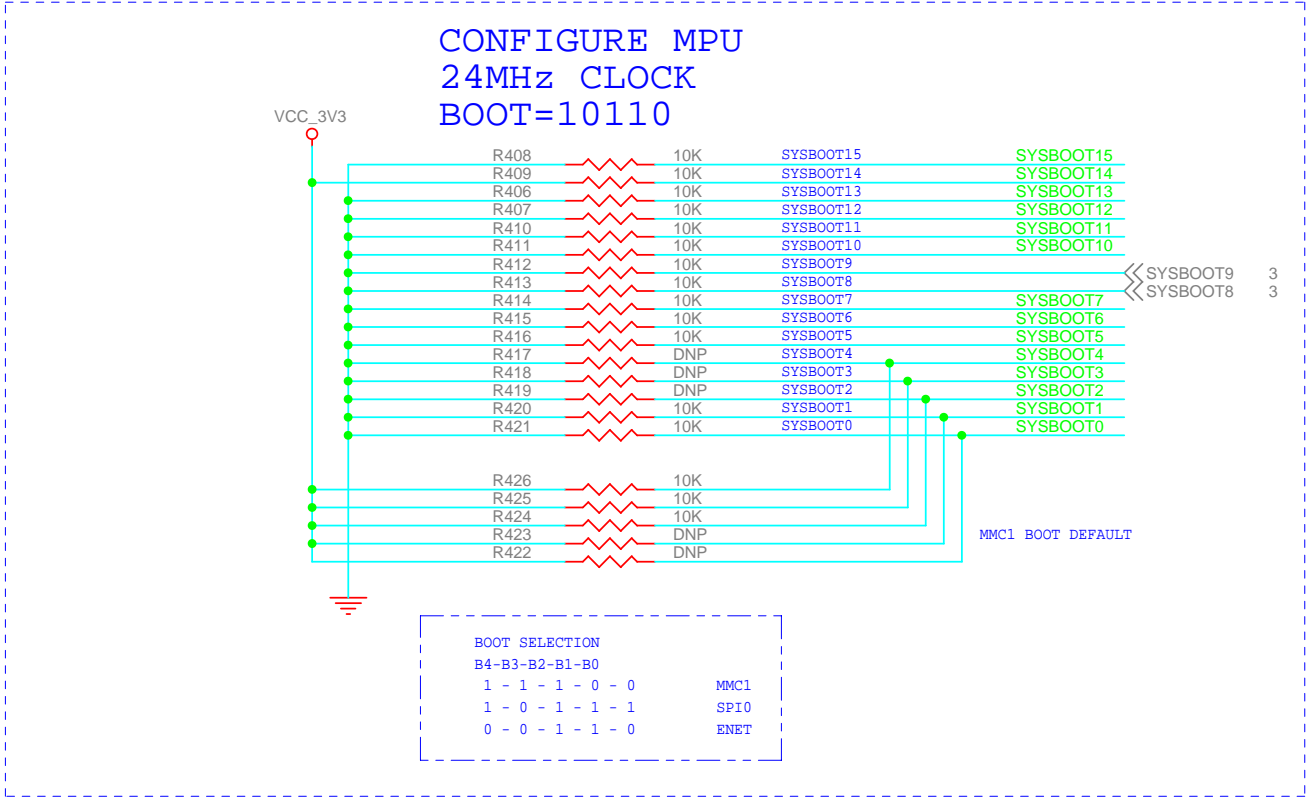 CONFIGURE MPU
24MHz CLOCK
BOOT=10110
VCC_3V3
R408 10K SYSBOOT15 SYSBOOT15
R409 10K SYSBOOT14 SYSBOOT14
R406 10K SYSBOOT13 SYSBOOT13
R407 10K SYSBOOT12 SYSBOOT12
R410 10K SYSBOOT11 SYSBOOT11
R411 10K SYSBOOT10 SYSBOOT10
R412 10K SYSBOOT9 SYSBOOT9 3
R413 10K SYSBOOT8 SYSBOOT8 3
R414 10K SYSBOOT7 SYSBOOT7
R415 10K SYSBOOT6 SYSBOOT6
R416 10K SYSBOOT5 SYSBOOT5
R417 DNP SYSBOOT4 SYSBOOT4
R418 DNP SYSBOOT3 SYSBOOT3
R419 DNP SYSBOOT2 SYSBOOT2
R420 10K SYSBOOT1 SYSBOOT1
R421 10K SYSBOOT0 SYSBOOT0
R426 10K
R425 10K
R424 10K
R423 DNP MMC1 BOOT DEFAULT
R422 DNP
BOOT SELECTION
B4-B3-B2-B1-B0
1 - 1 - 1 - 0 - 0 MMC1
1 - 0 - 1 - 1 - 1 SPI0
0 - 0 - 1 - 1 - 0 ENET